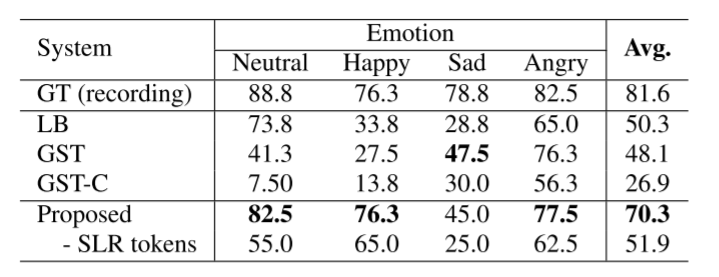 System Emotion Avg.
Neutral Happy Sad Angry
GT (recording) 88.8 76.3 78.8 82.5 81.6
LB 73.8 33.8 28.8 65.0 50.3
GST 41.3 27.5 47.5 76.3 48.1
GST-C 7.50 13.8 30.0 56.3 26.9
Proposed 82.5 76.3 45.0 77.5 70.3
- SLR tokens 55.0 65.0 25.0 62.5 51.9